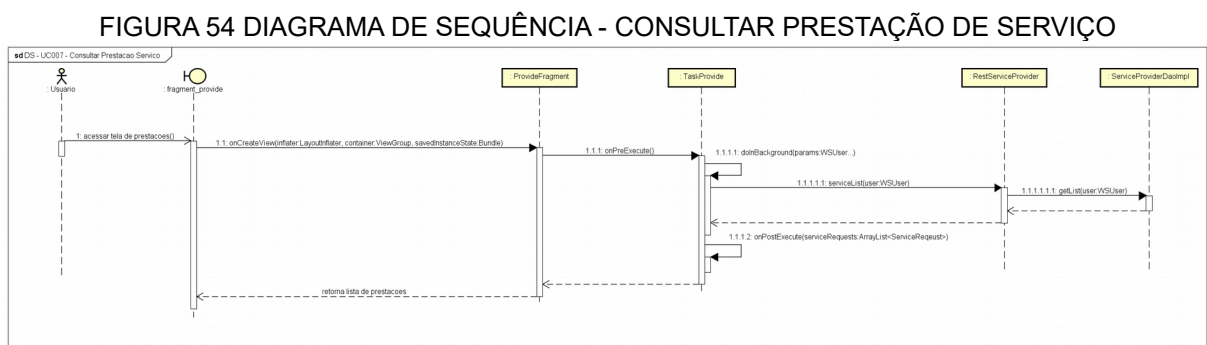 FIGURA 54 DIAGRAMA DE SEQUÊNCIA - CONSULTAR PRESTAÇÃO DE SERVIÇO
sd DS - UC007 - Consultar Prestacao Servico
: Usuario
: fragment_provide
: ProvideFragment
: TaskProvide
: RestServiceProvider
: ServiceProviderDaoImpl
1: acessar tela de prestacoes()
1.1: onCreateView(inflater:LayoutInflater, container:ViewGroup, savedInstanceState:Bundle)
1.1.1: onPreExecute()
1.1.1.1: doInBackground(params:WSUser...)
1.1.1.1.1: serviceList(user:WSUser)
1.1.1.1.1.1: getList(user:WSUser)
1.1.1.2: onPostExecute(serviceRequests:ArrayList<ServiceReqeust>)
retorna lista de prestacoes